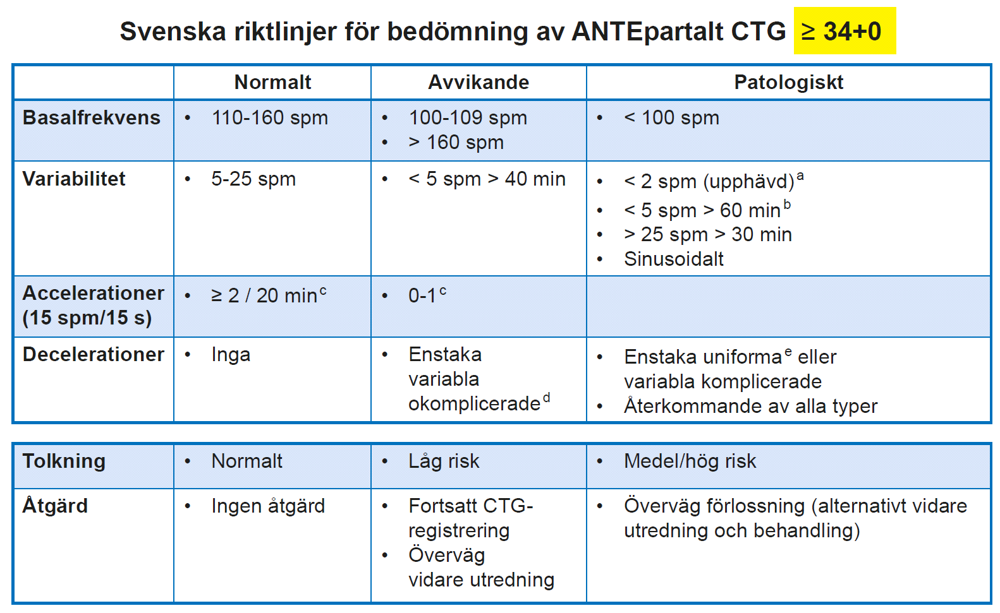 Svenska riktlinjer för bedömning av ANTEpartalt CTG ≥ 34+0
Normalt
Avvikande
Patologiskt
Basalfrekvens
• 110-160 spm
• 100-109 spm
• > 160 spm
• < 100 spm
Variabilitet
• 5-25 spm
• < 5 spm > 40 min
• < 2 spm (upphävd)a
• < 5 spm > 60 minb
• > 25 spm > 30 min
• Sinusoidalt
Accelerationer
(15 spm/15 s)
• ≥ 2 / 20 minc
• 0-1c
Decelerationer
• Inga
• Enstaka
variabla
okompliceraded
• Enstaka uniformae eller
variabla komplicerade
• Återkommande av alla typer
Tolkning
• Normalt
• Låg risk
• Medel/hög risk
Åtgärd
• Ingen åtgärd
• Fortsatt CTG-
registrering
• Överväg
vidare utredning
• Överväg förlossning (alternativt vidare
utredning och behandling)